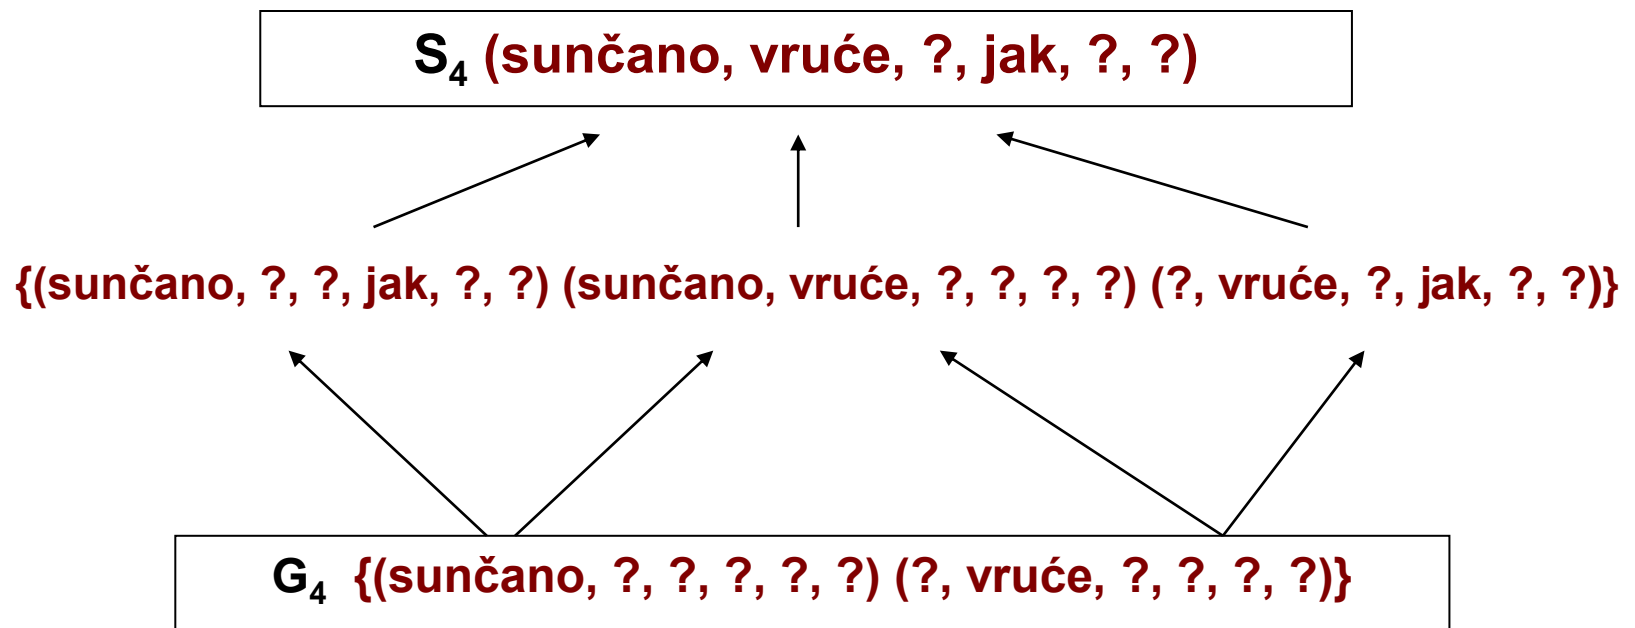 S₄ (sunčano, vruće, ?, jak, ?, ?)
{(sunčano, ?, ?, jak, ?, ?) (sunčano, vruće, ?, ?, ?, ?) (?, vruće, ?, jak, ?, ?)}
G₄ {(sunčano, ?, ?, ?, ?, ?) (?, vruće, ?, ?, ?, ?)}